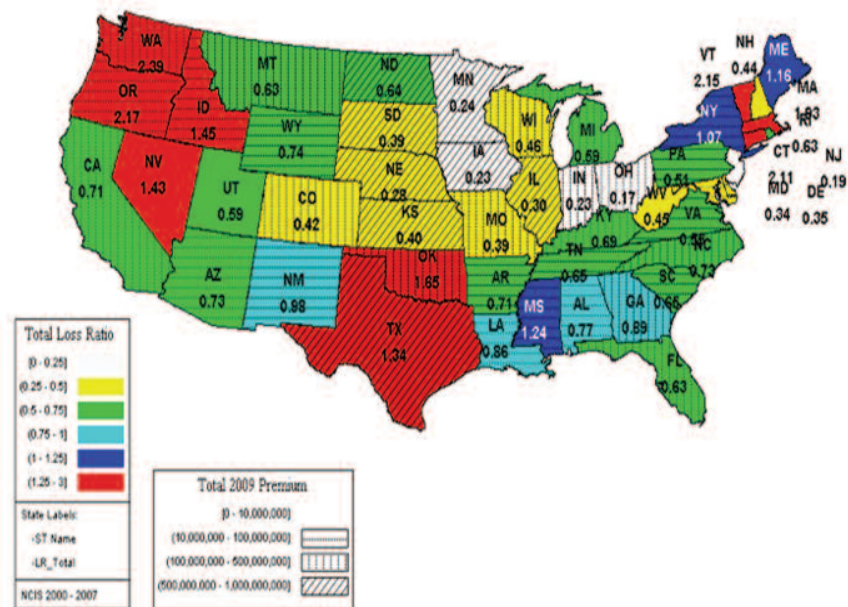 WA
2.39
OR
2.17
ID
1.45
MT
0.63
ND
0.64
MN
0.24
WY
0.74
SD
0.39
WI
0.46
MI
0.59
VT
2.15
NH
0.44
ME
1.16
MA
NY
1.07
RI
0.63
CT
2.11
NJ
0.19
MD
0.34
DE
0.35
PA
0.51
CA
0.71
NV
1.43
UT
0.59
CO
0.42
NE
0.28
IA
0.23
IL
0.30
IN
0.23
OH
0.17
WV
0.45
VA
KS
0.40
MO
0.39
KY
0.69
NC
0.73
TN
0.65
SC
0.65
AZ
0.73
NM
0.98
OK
1.65
AR
0.71
TX
1.34
LA
0.86
MS
1.24
AL
0.77
GA
0.89
FL
0.63
Total Loss Ratio
[0 - 0.25]
(0.25 - 0.5]
(0.5 - 0.75]
(0.75 - 1]
(1 - 1.25]
(1.25 - 3]
State Labels:
-ST Name
-LR_Total
NCIS 2000 - 2007
Total 2009 Premium
[0 - 10,000,000]
(10,000,000 - 100,000,000]
(100,000,000 - 500,000,000]
(500,000,000 - 1,000,000,000]